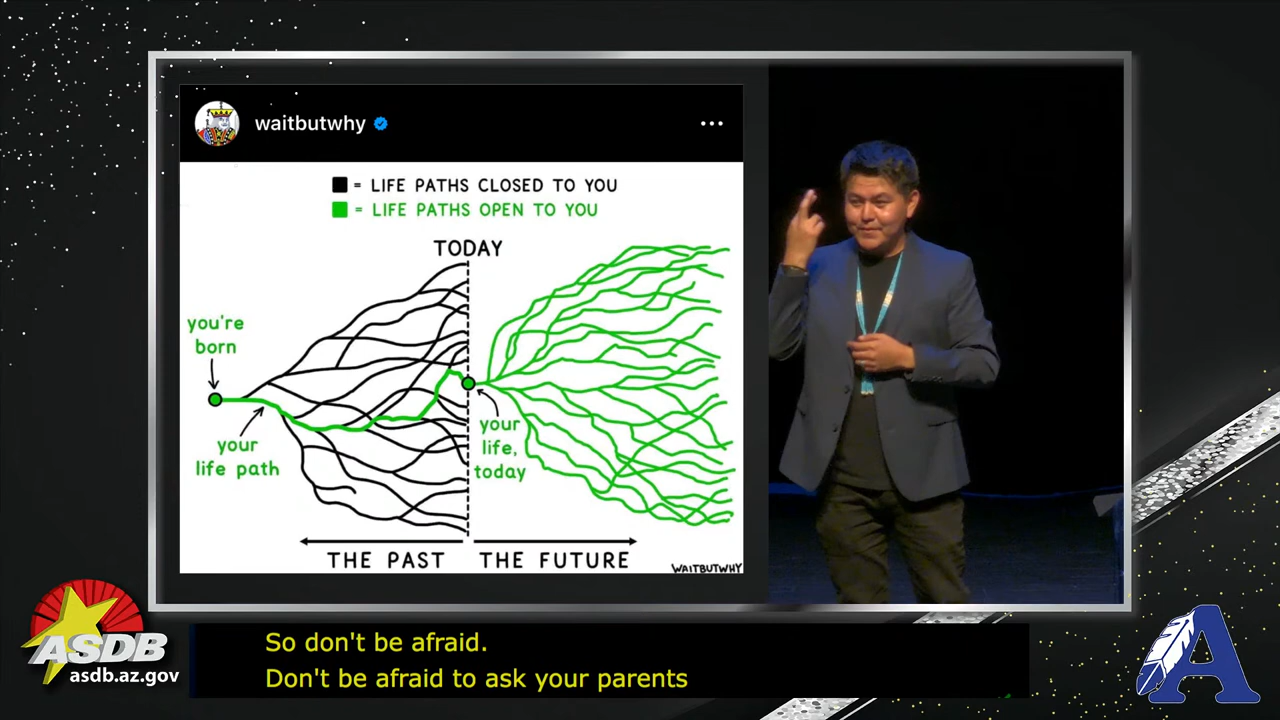 waitbutwhy
= LIFE PATHS CLOSED TO YOU
= LIFE PATHS OPEN TO YOU
TODAY
you're
born
your
life path
your
life,
today
THE PAST
THE FUTURE
WAITBUTWHY
ASDB
asdb.az.gov
A
So don't be afraid.
Don't be afraid to ask your parents